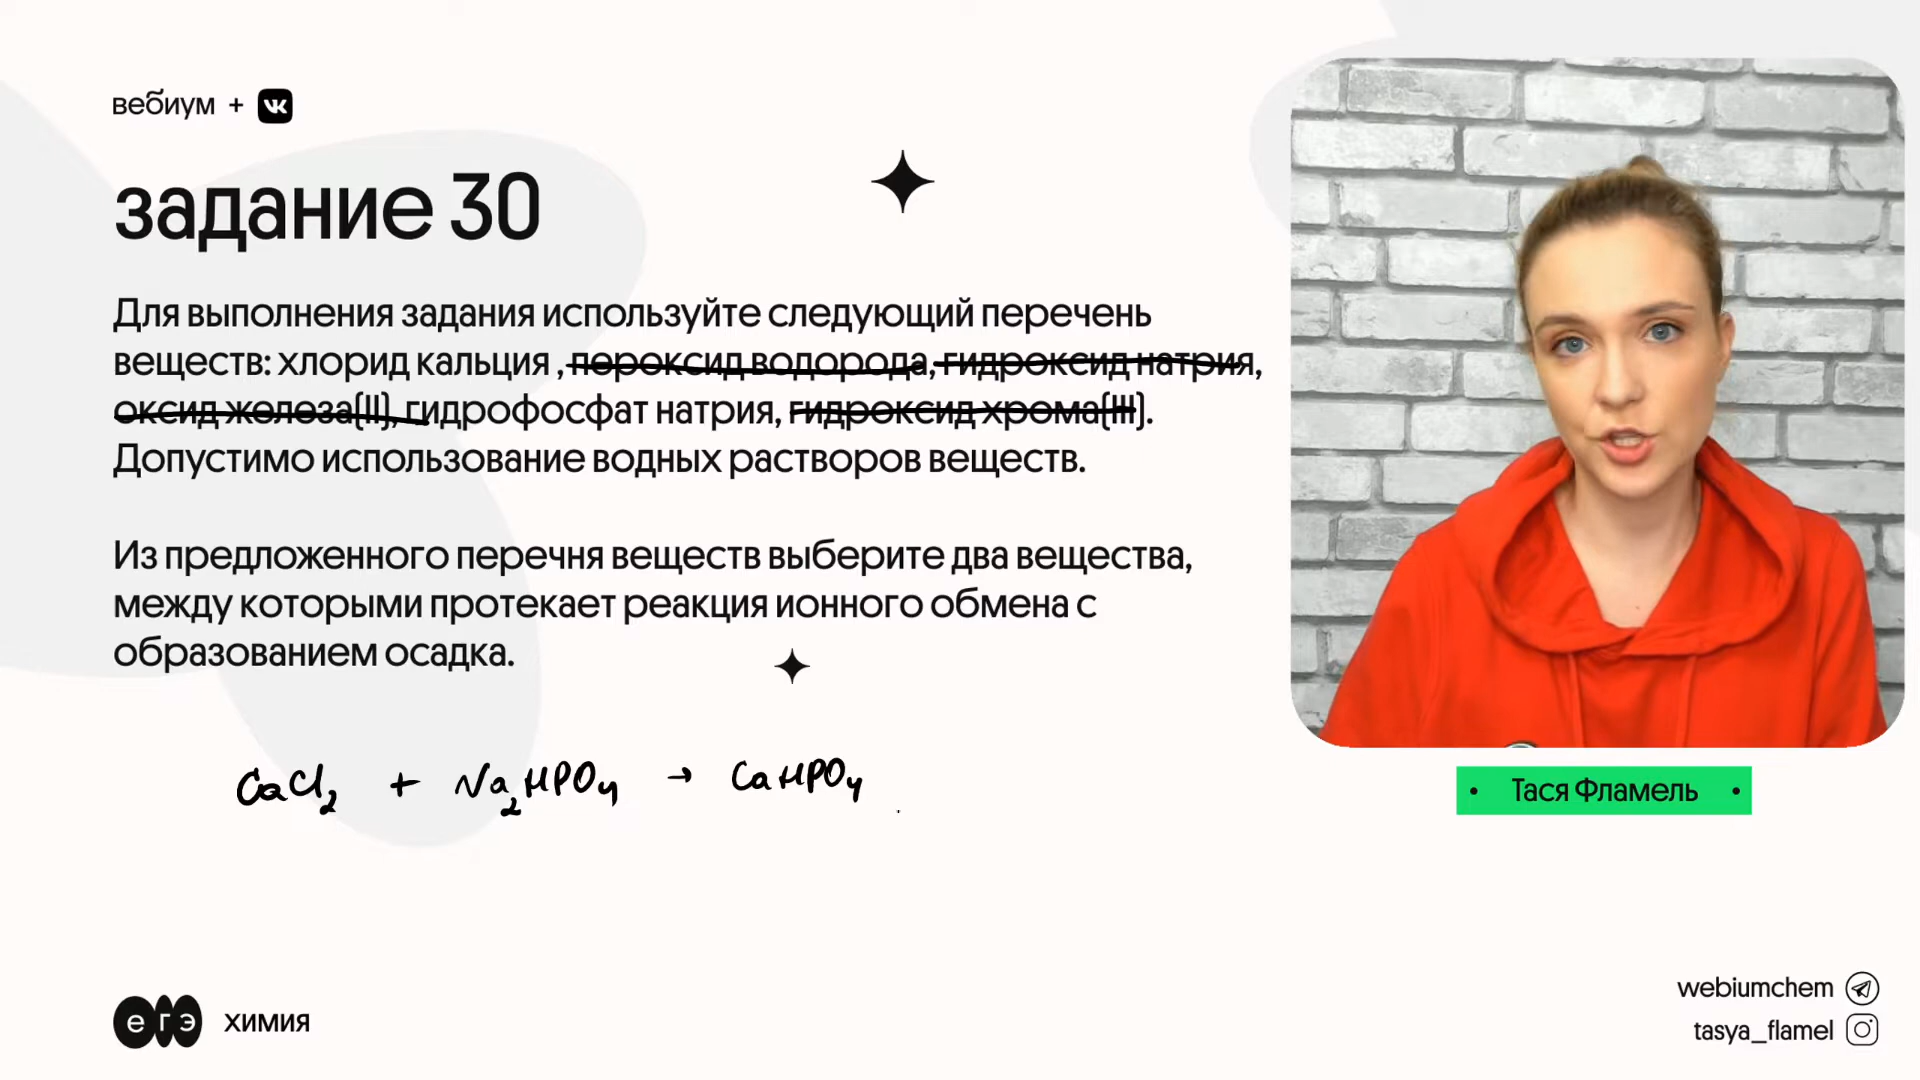 вебиум +
задание 30
Для выполнения задания используйте следующий перечень
веществ: хлорид кальция , пероксид водорода, гидроксид натрия,
оксид железа(II), гидрофосфат натрия, гидроксид хрома(III).
Допустимо использование водных растворов веществ.
Из предложенного перечня веществ выберите два вещества,
между которыми протекает реакция ионного обмена с
образованием осадка.
CaCl₂ + Na₂HPO₄ → CaHPO₄
• Тася Фламель •
егэ химия
webiumchem
tasya_flamel